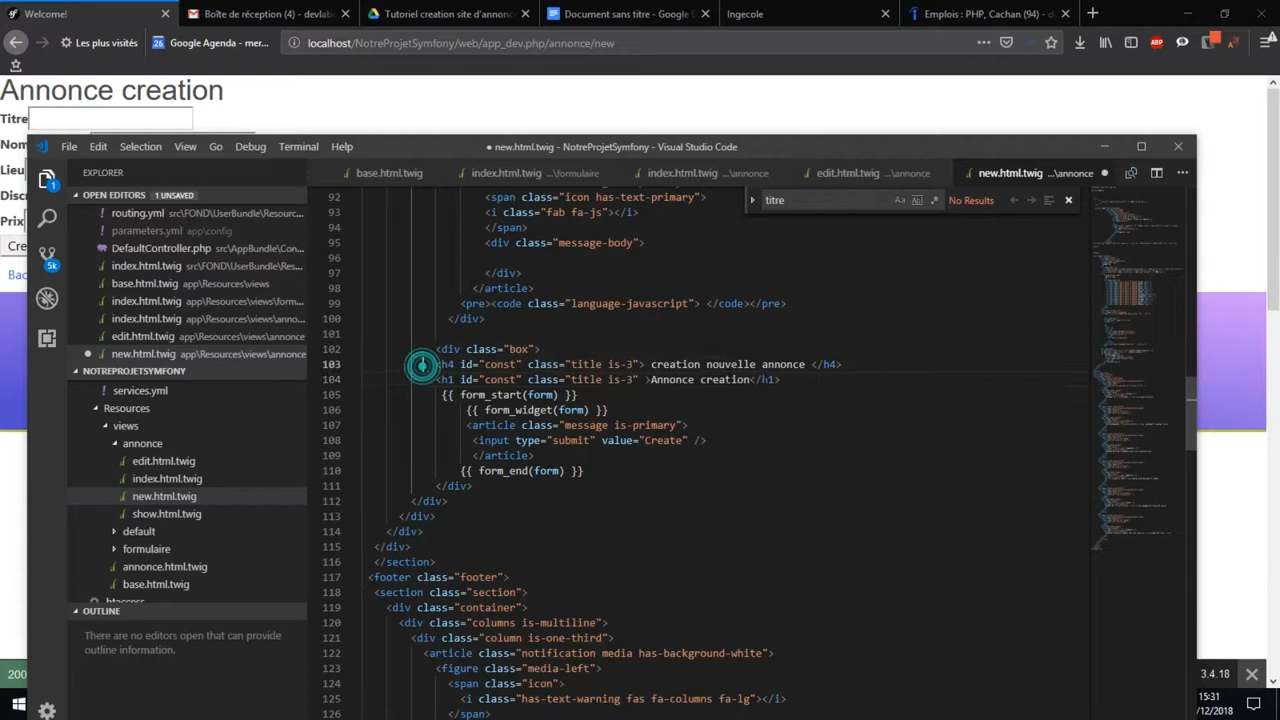 Welcome!
Boîte de réception (4) - devlab
Tutoriel creation site d'annonc
Document sans titre - Google D
Ingecole
Emplois : PHP, Cachan (94) - d
Les plus visités
26
Google Agenda - mer...
localhost/NotreProjetSymfony/web/app_dev.php/annonce/new
ABP
Annonce creation
Titre
Nom
Lieu
Discr
Prix
Cre
Bac
File Edit Selection View Go Debug Terminal Help
● new.html.twig - NotreProjetSymfony - Visual Studio Code
EXPLORER
base.html.twig
index.html.twig ...\formulaire
index.html.twig ...\annonce
edit.html.twig ...\annonce
new.html.twig ...\annonce ●
OPEN EDITORS 1 UNSAVED
routing.yml src\FOND\UserBundle\Resourc...
parameters.yml app\config
DefaultController.php src\AppBundle\Con...
index.html.twig src\FOND\UserBundle\Res...
base.html.twig app\Resources\views
index.html.twig app\Resources\views\form...
index.html.twig app\Resources\views\anno...
edit.html.twig app\Resources\views\annonce
new.html.twig app\Resources\views\annonce
NOTREPROJETSYMFONY
services.yml
Resources
views
annonce
edit.html.twig
index.html.twig
new.html.twig
show.html.twig
default
formulaire
annonce.html.twig
base.html.twig
OUTLINE
There are no editors open that can provide
outline information.
1
5k
titre
No Results
92 <span class="icon has-text-primary">
93 <i class="fab fa-js"></i>
94 </span>
95 <div class="message-body">
96
97 </div>
98 </article>
99 <pre><code class="language-javascript"> </code></pre>
100 </div>
101
102 <div class="box">
103 <h4 id="const" class="title is-3"> creation nouvelle annonce </h4>
104 <h1 id="const" class="title is-3" >Annonce creation</h1>
105 {{ form_start(form) }}
106 {{ form_widget(form) }}
107 <article class="message is-primary">
108 <input type="submit" value="Create" />
109 </article>
110 {{ form_end(form) }}
111 </div>
112 </div>
113 </div>
114 </div>
115 </div>
116 </section>
117 <footer class="footer">
118 <section class="section">
119 <div class="container">
120 <div class="columns is-multiline">
121 <div class="column is-one-third">
122 <article class="notification media has-background-white">
123 <figure class="media-left">
124 <span class="icon">
125 <i class="has-text-warning fas fa-columns fa-lg"></i>
126 </span>
200
3.4.18
15:31
/12/2018